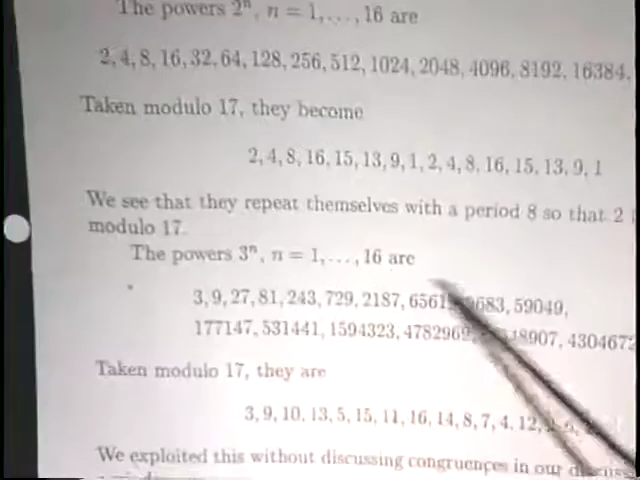 The powers 2ⁿ, n = 1, . . . , 16 are
2, 4, 8, 16, 32, 64, 128, 256, 512, 1024, 2048, 4096, 8192, 16384,
Taken modulo 17, they become
2, 4, 8, 16, 15, 13, 9, 1, 2, 4, 8, 16, 15, 13, 9, 1
We see that they repeat themselves with a period 8 so that 2
modulo 17.
The powers 3ⁿ, n = 1, . . . , 16 are
3, 9, 27, 81, 243, 729, 2187, 6561, 59049,
177147, 531441, 1594323, 4782969,
Taken modulo 17, they are
3, 9, 10, 13, 5, 15, 11, 16, 14, 8, 7, 4, 12,
We exploited this without discussing congruences in our